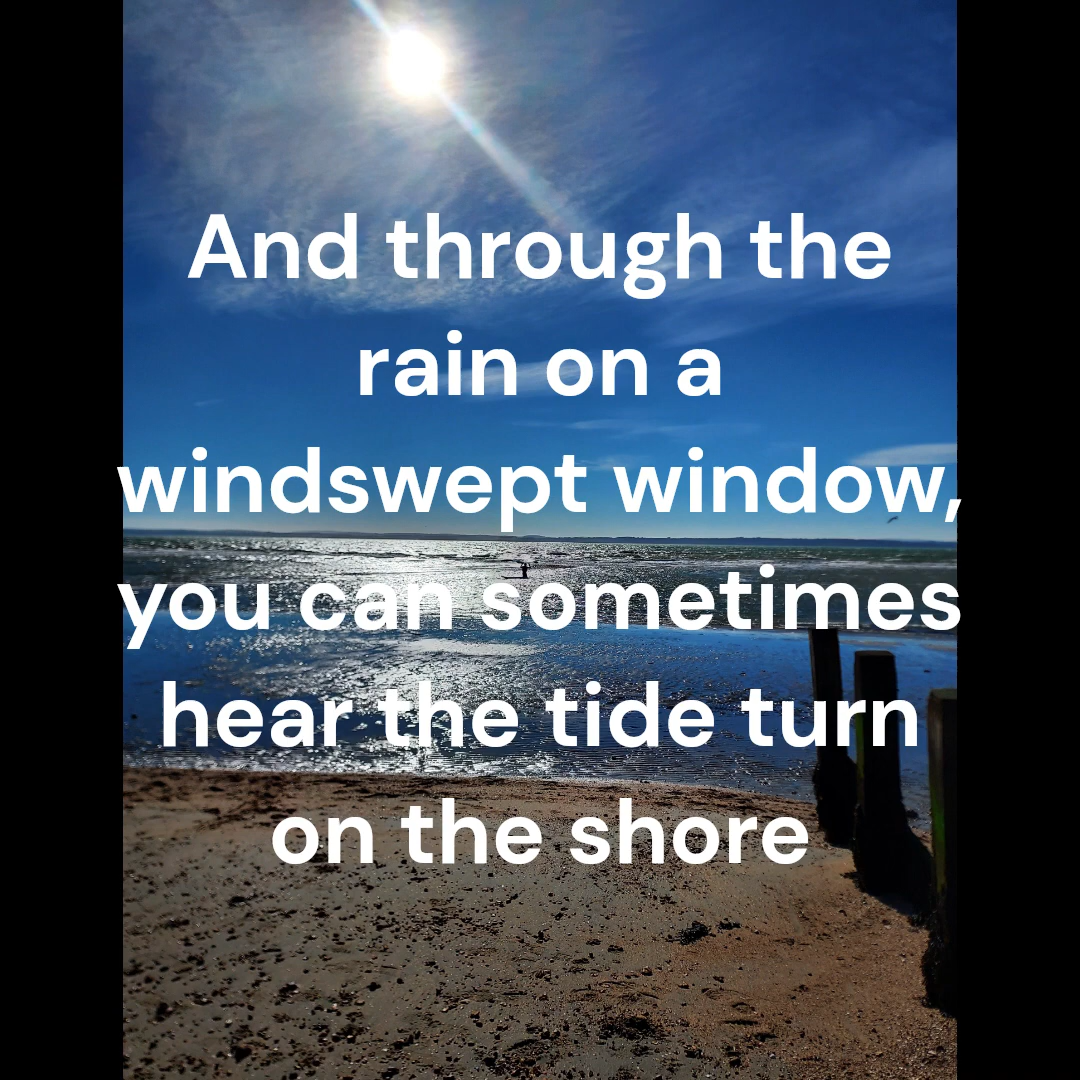 And through the
rain on a
windswept window,
you can sometimes
hear the tide turn
on the shore